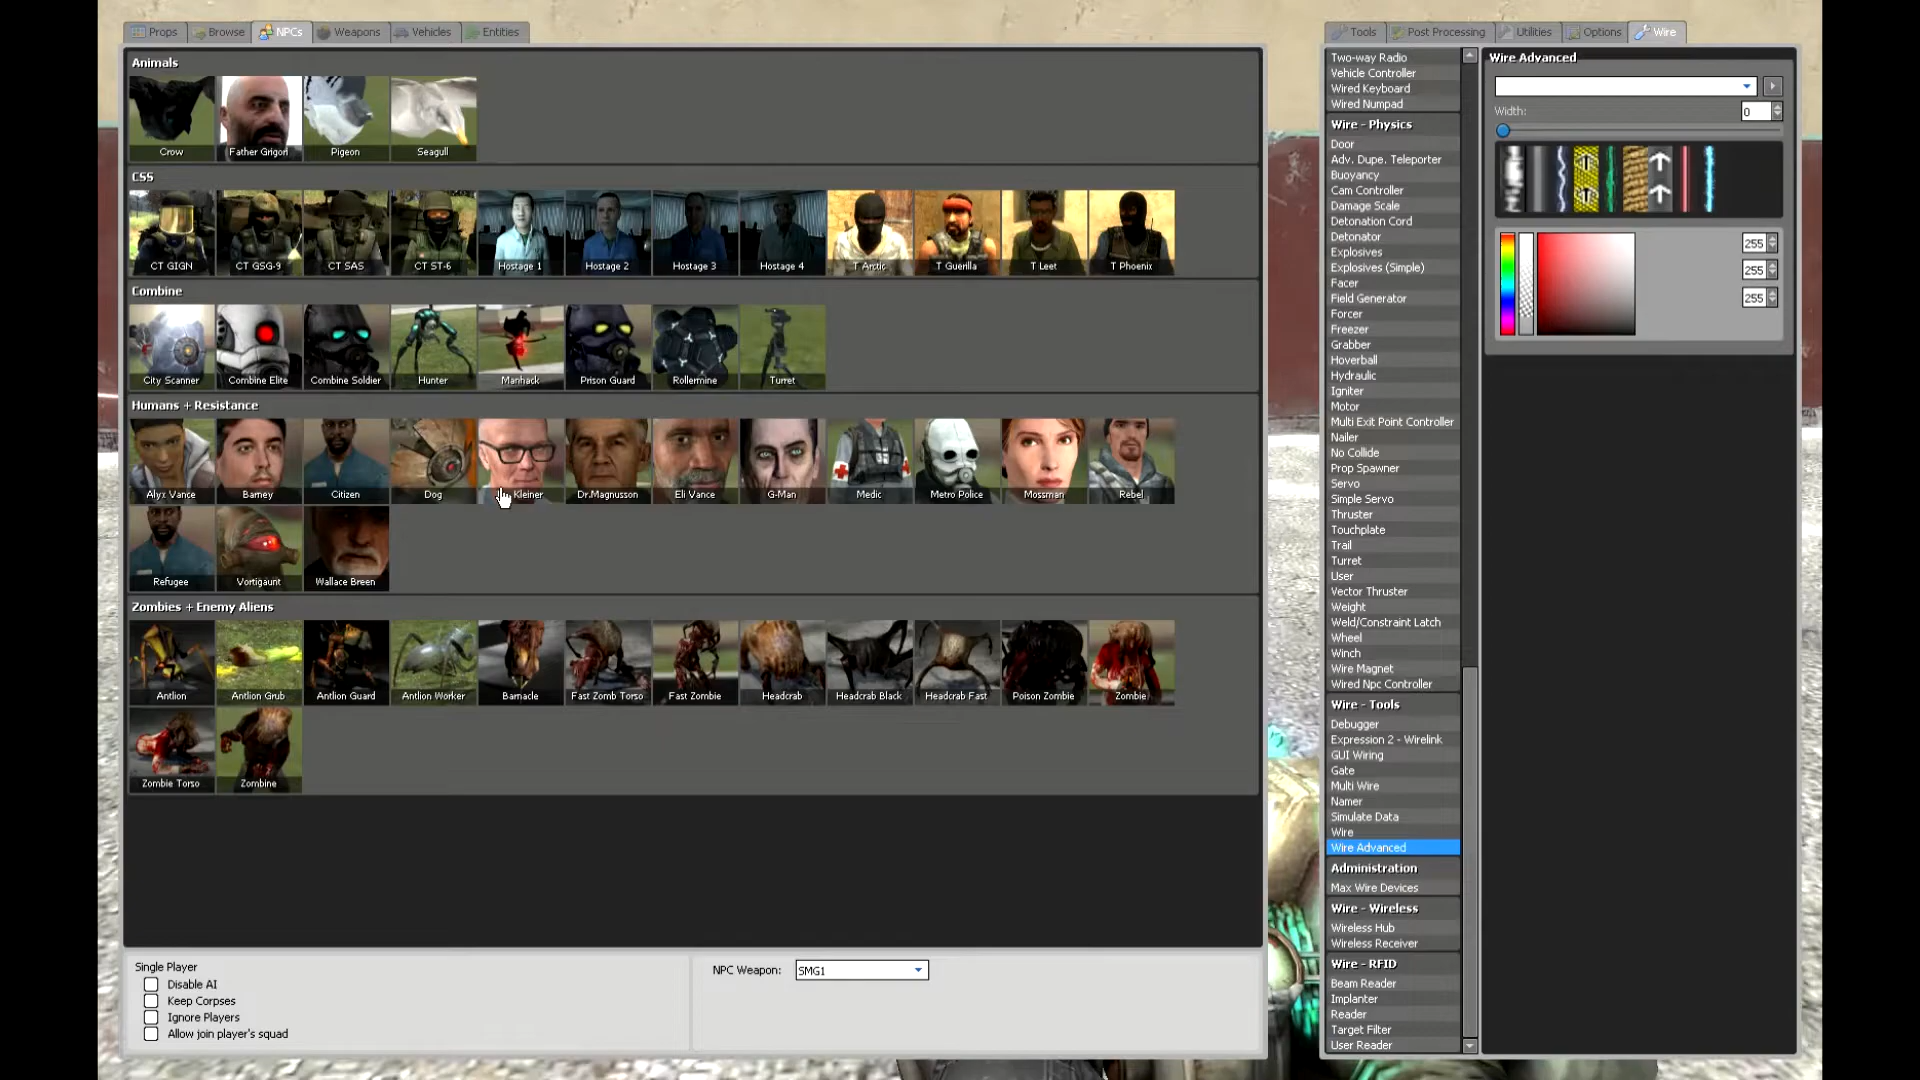 Props Browse NPCs Weapons Vehicles Entities
Animals
Crow Father Grigori Pigeon Seagull
CSS
CT GIGN CT GSG-9 CT SAS CT ST-6 Hostage 1 Hostage 2 Hostage 3 Hostage 4 T Arctic T Guerilla T Leet T Phoenix
Combine
City Scanner Combine Elite Combine Soldier Hunter Manhack Prison Guard Rollermine Turret
Humans + Resistance
Alyx Vance Barney Citizen Dog Kleiner Dr.Magnusson Eli Vance G-Man Medic Metro Police Mossman Rebel
Refugee Vortigaunt Wallace Breen
Zombies + Enemy Aliens
Antlion Antlion Grub Antlion Guard Antlion Worker Barnacle Fast Zomb Torso Fast Zombie Headcrab Headcrab Black Headcrab Fast Poison Zombie Zombie
Zombie Torso Zombine
Single Player
Disable AI
Keep Corpses
Ignore Players
Allow join player's squad
NPC Weapon: SMG1
Tools Post Processing Utilities Options Wire
Two-way Radio
Vehicle Controller
Wired Keyboard
Wired Numpad
Wire - Physics
Door
Adv. Dupe. Teleporter
Buoyancy
Cam Controller
Damage Scale
Detonation Cord
Detonator
Explosives
Explosives (Simple)
Facer
Field Generator
Forcer
Freezer
Grabber
Hoverball
Hydraulic
Igniter
Motor
Multi Exit Point Controller
Nailer
No Collide
Prop Spawner
Servo
Simple Servo
Thruster
Touchplate
Trail
Turret
User
Vector Thruster
Weight
Weld/Constraint Latch
Wheel
Winch
Wire Magnet
Wired Npc Controller
Wire - Tools
Debugger
Expression 2 - Wirelink
GUI Wiring
Gate
Multi Wire
Namer
Simulate Data
Wire
Wire Advanced
Administration
Max Wire Devices
Wire - Wireless
Wireless Hub
Wireless Receiver
Wire - RFID
Beam Reader
Implanter
Reader
Target Filter
User Reader
Wire Advanced
Width: 0
255
255
255